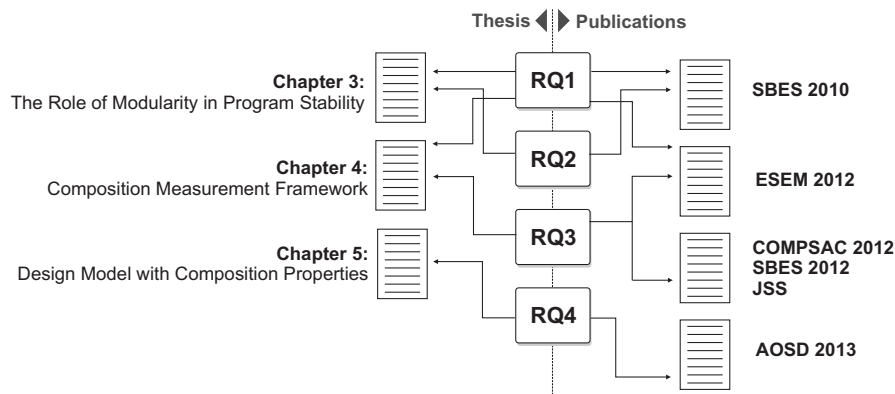 Thesis Publications
Chapter 3:
The Role of Modularity in Program Stability
RQ1
SBES 2010
Chapter 4:
Composition Measurement Framework
RQ2
ESEM 2012
Chapter 5:
Design Model with Composition Properties
RQ3
COMPSAC 2012
SBES 2012
JSS
RQ4
AOSD 2013